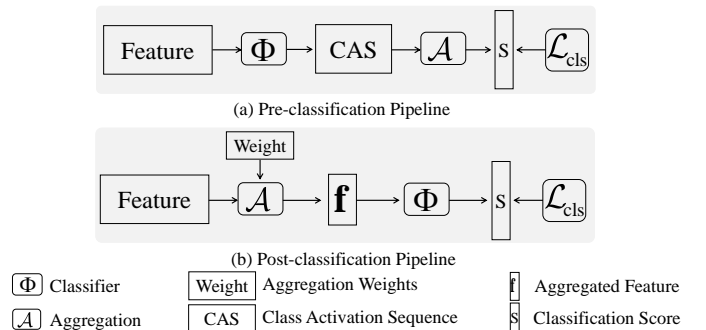 Feature Φ CAS 𝒜 S ℒcls
(a) Pre-classification Pipeline
Weight
Feature 𝒜 f Φ S ℒcls
(b) Post-classification Pipeline
Φ Classifier Weight Aggregation Weights f Aggregated Feature
𝒜 Aggregation CAS Class Activation Sequence S Classification Score